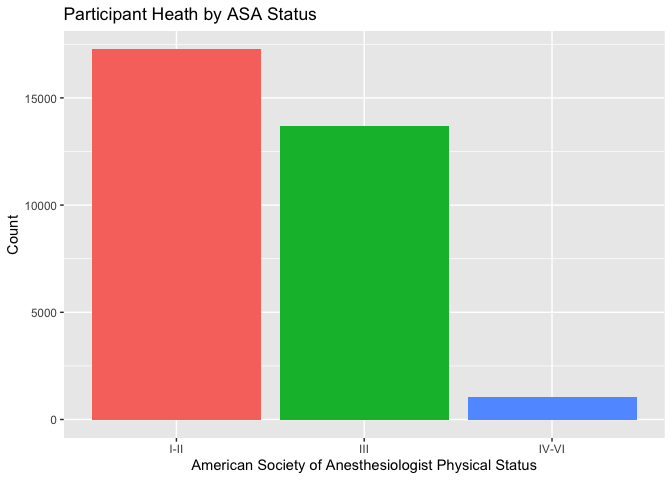 Participant Heath by ASA Status
15000
10000
5000
0
Count
I-II
III
IV-VI
American Society of Anesthesiologist Physical Status